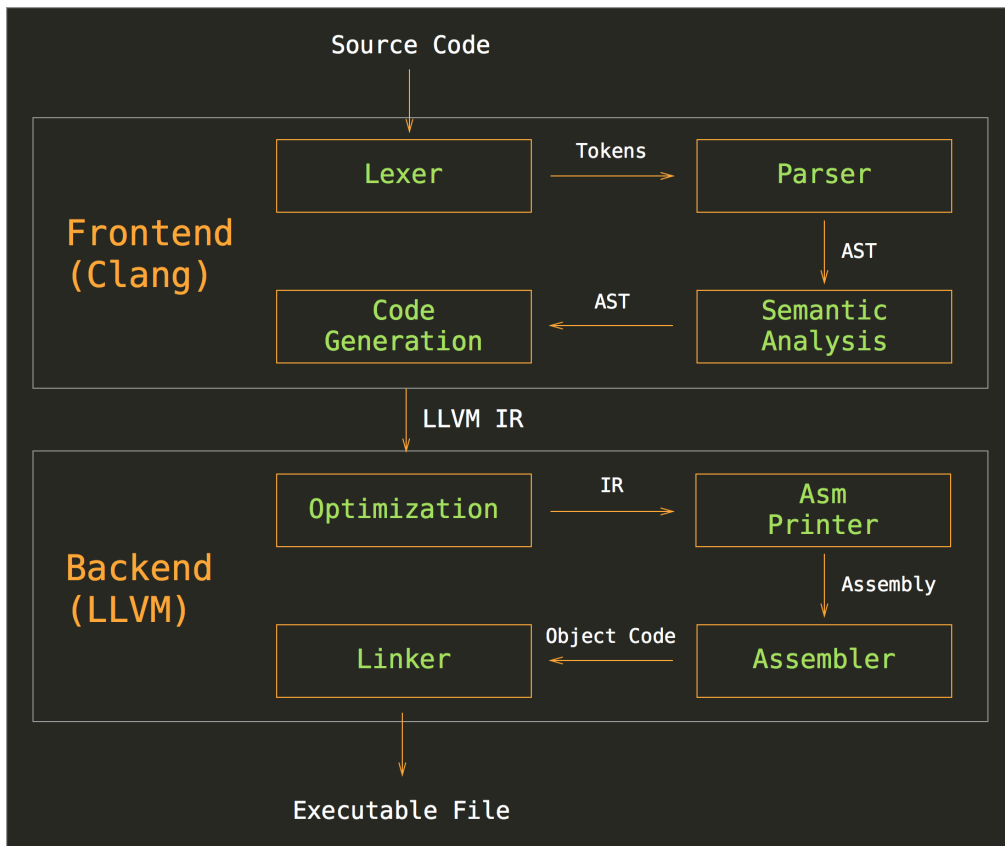 Source Code
Lexer
Tokens
Parser
Frontend
(Clang)
AST
Semantic
Analysis
AST
Code
Generation
LLVM IR
Optimization
IR
Asm
Printer
Backend
(LLVM)
Assembly
Assembler
Object Code
Linker
Executable File